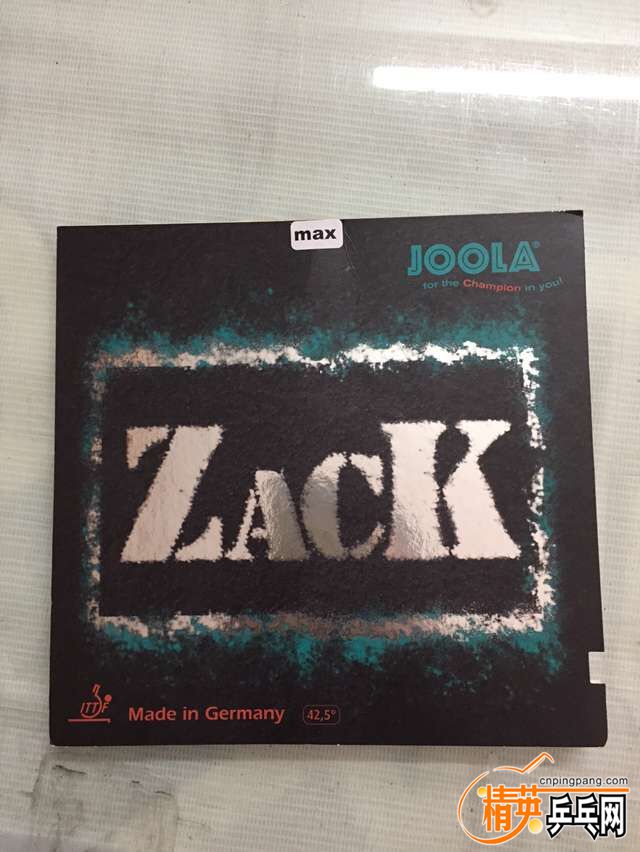 max
JOOLA®
for the Champion in you!
ZACK
ITTF
Made in Germany
42,5°
cnpingpang.com
精英乒乓网